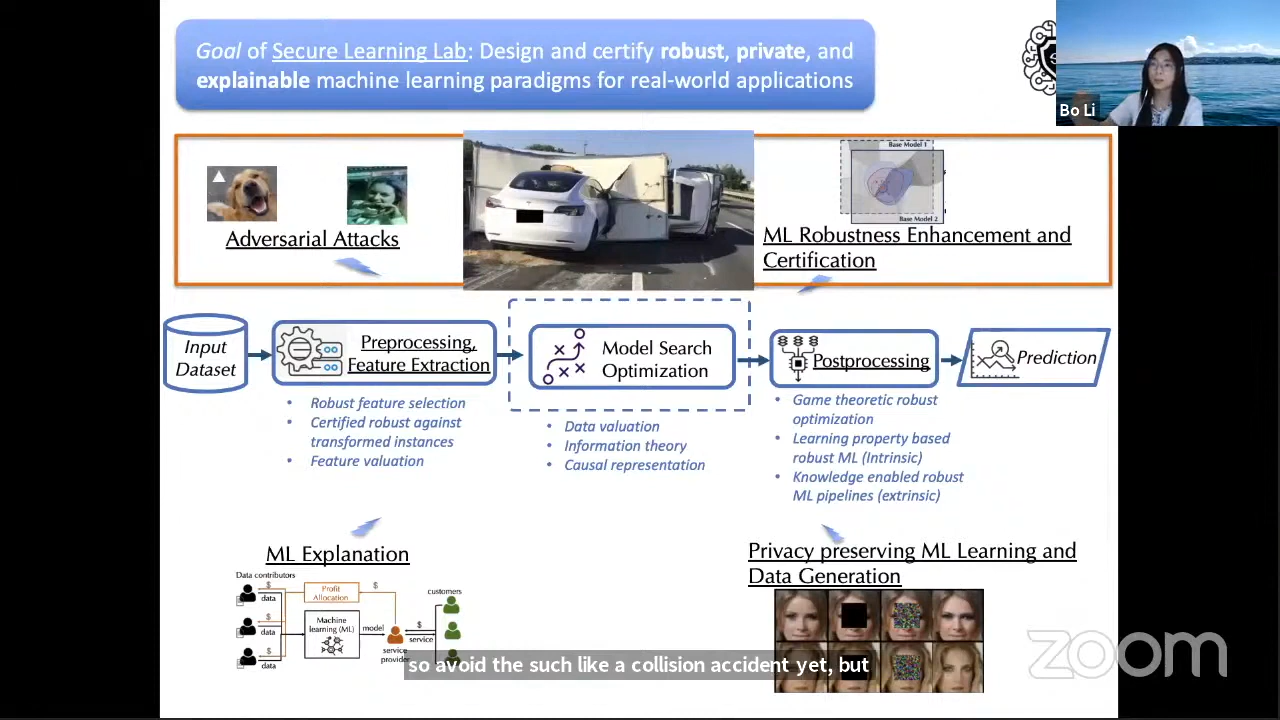 Goal of Secure Learning Lab: Design and certify robust, private, and
explainable machine learning paradigms for real-world applications
Bo Li
Adversarial Attacks
Base Model 1
Base Model 2
ML Robustness Enhancement and
Certification
Input
Dataset
Preprocessing,
Feature Extraction
Model Search
Optimization
Postprocessing
Prediction
• Robust feature selection
• Certified robust against
transformed instances
• Feature valuation
• Data valuation
• Information theory
• Causal representation
• Game theoretic robust
optimization
• Learning property based
robust ML (Intrinsic)
• Knowledge enabled robust
ML pipelines (extrinsic)
ML Explanation
Data contributors
$
data
$
data
$
data
Profit
Allocation
$
Machine
learning (ML)
model
service
provider
$
service
customers
Privacy preserving ML Learning and
Data Generation
so avoid the such like a collision accident yet, but
zoom